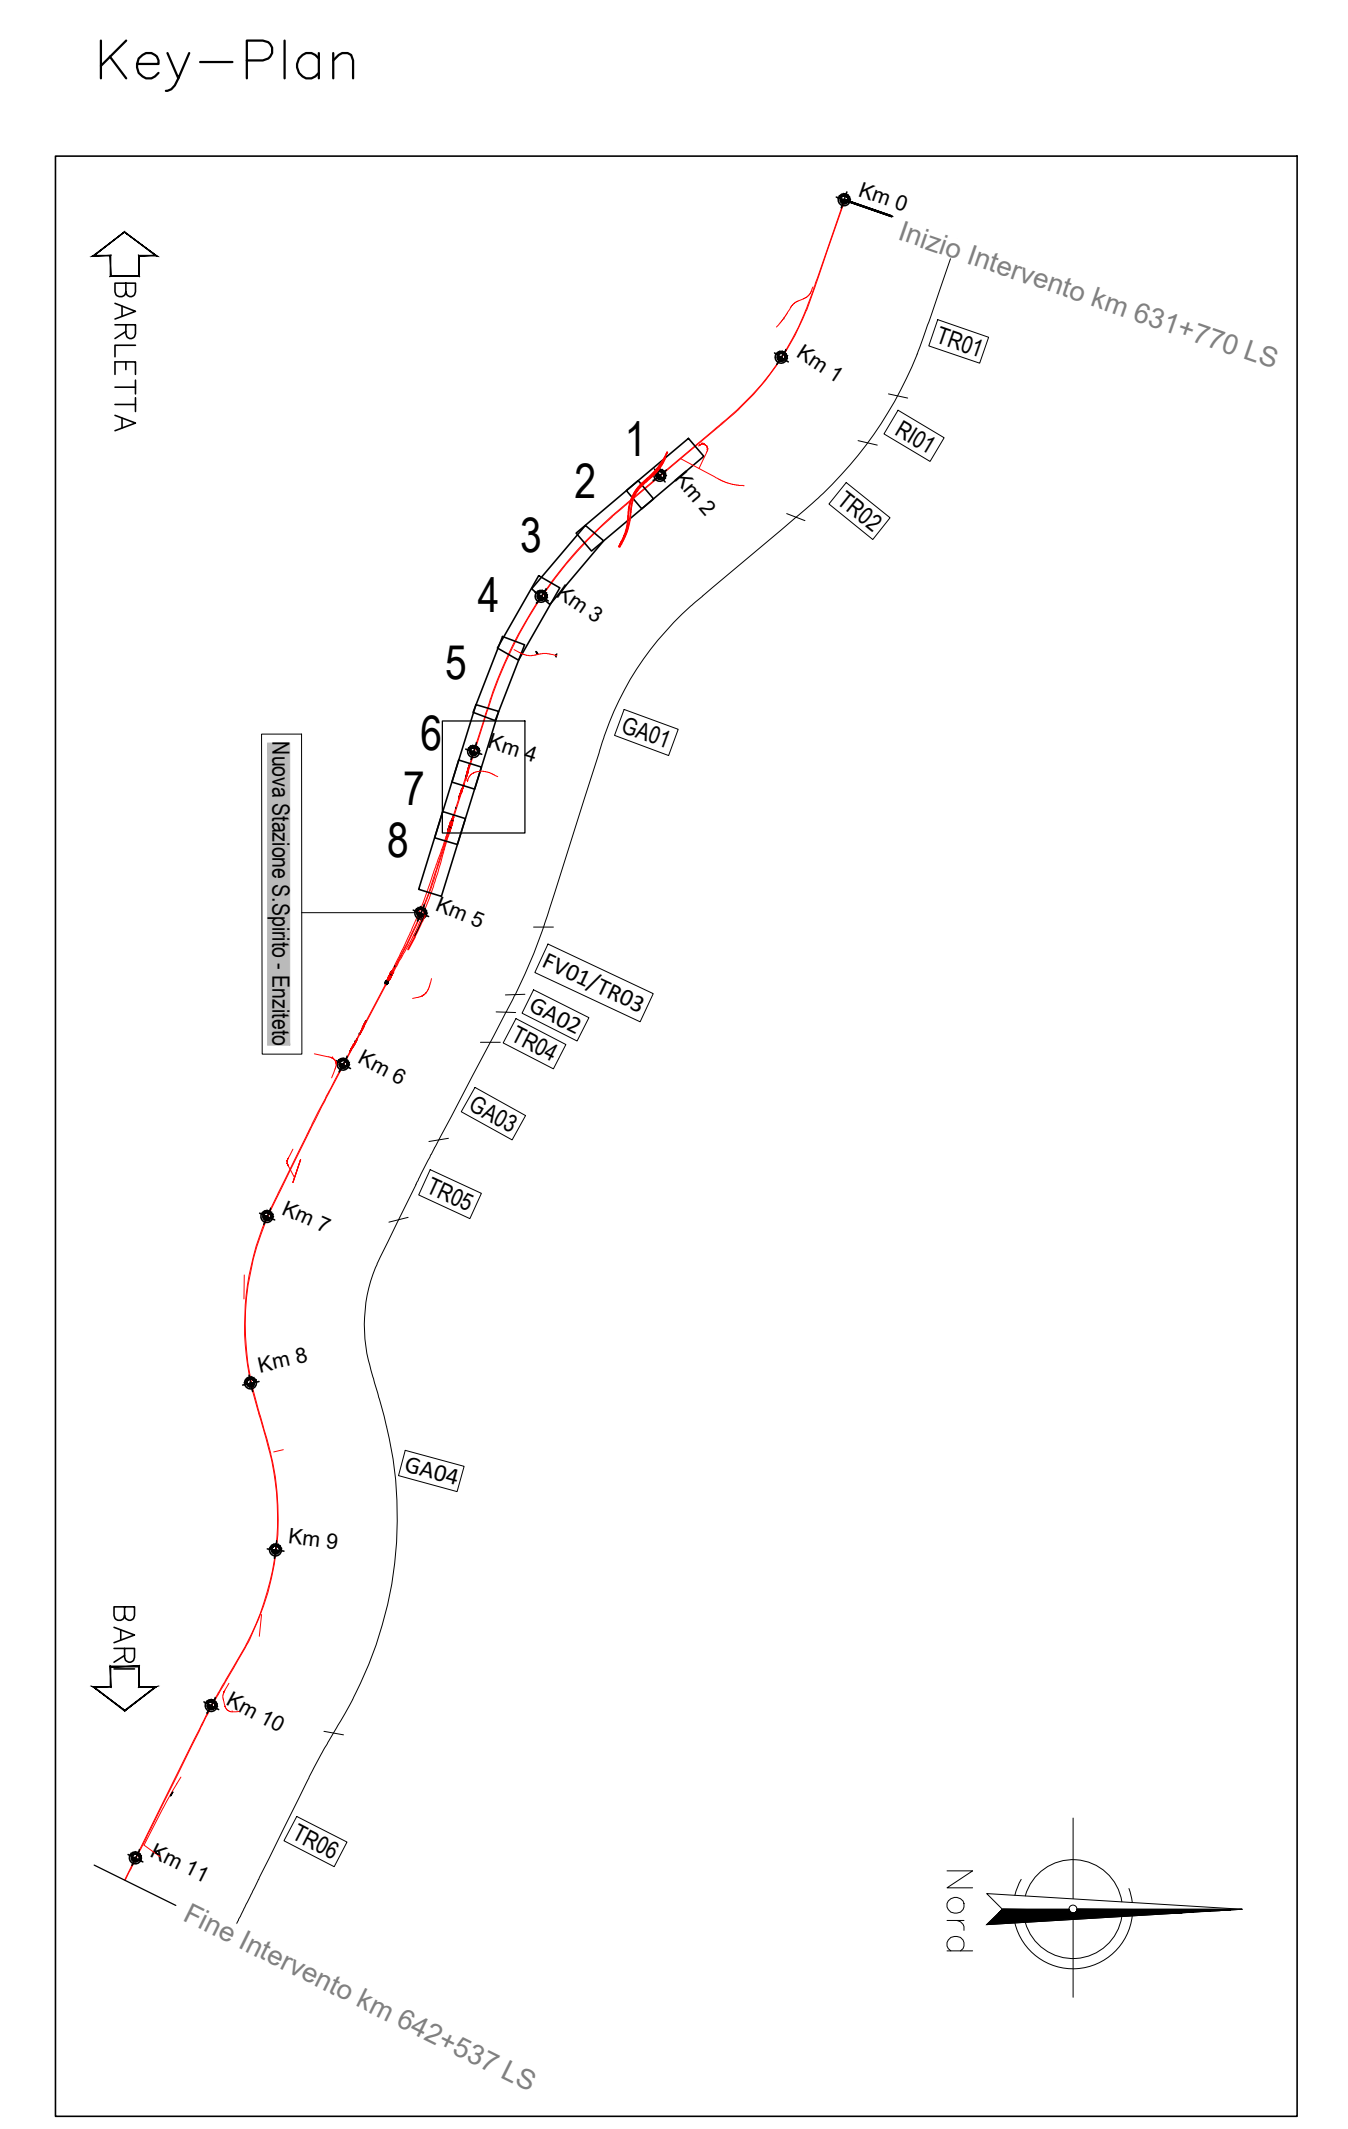 Key-Plan
Km 0
Inizio Intervento km 631+770 LS
BARLETTA
TR01
Km 1
RI01
1
2
Km 2
TR02
3
4
Km 3
5
6
GA01
Km 4
Nuova Stazione S.Spirito - Enziteto
7
8
Km 5
FV01/TR03
GA02
TR04
Km 6
GA03
TR05
Km 7
Km 8
GA04
Km 9
BARI
Km 10
TR06
Km 11
Nord
Fine Intervento km 642+537 LS